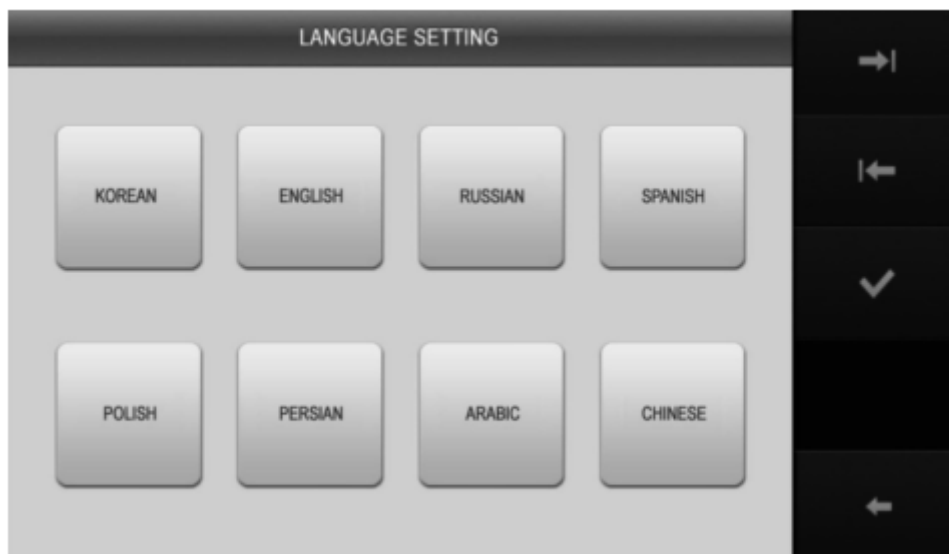 LANGUAGE SETTING
KOREAN ENGLISH RUSSIAN SPANISH
POLISH PERSIAN ARABIC CHINESE